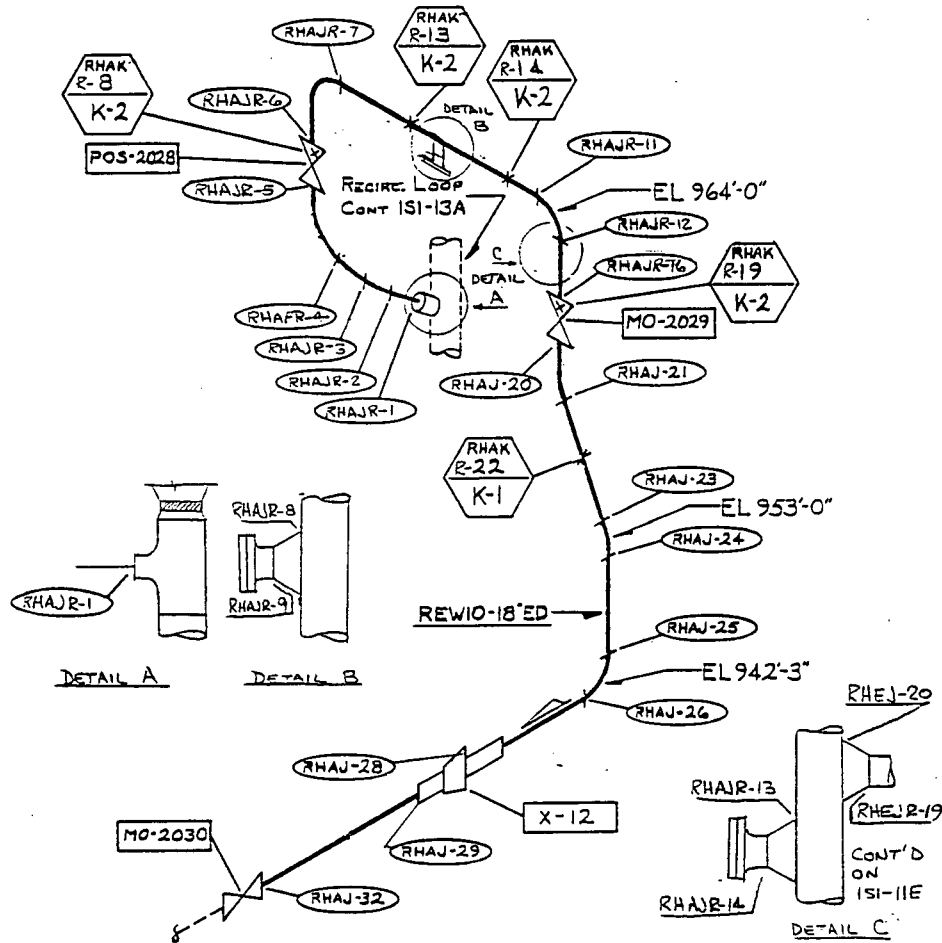 RHAJR-7
RHAK
R-13
K-2
RHAK
R-14
K-2
RHAK
R-8
K-2
RHAJR-6
DETAIL
B
POS-2028
RHAJR-11
RHAJR-5
RECIRC. LOOP
CONT ISI-13A
EL 964'-0"
RHAJR-12
C
DETAIL
A
RHAJR-16
RHAK
R-19
K-2
RHAFR-4
MO-2029
RHAJR-3
RHAJR-2
RHAJ-20
RHAJ-21
RHAJR-1
RHAK
R-22
K-1
RHAJ-23
EL 953'-0"
RHAJR-8
RHAJ-24
RHAJR-1
RHAJR-9
REW10-18"ED
RHAJ-25
DETAIL A
DETAIL B
EL 942'-3"
RHAJ-26
RHEJ-20
RHAJ-28
RHAJR-13
X-12
RHEJR-19
MO-2030
RHAJ-29
CONT'D
ON
ISI-11E
RHAJ-32
RHAJR-14
DETAIL C